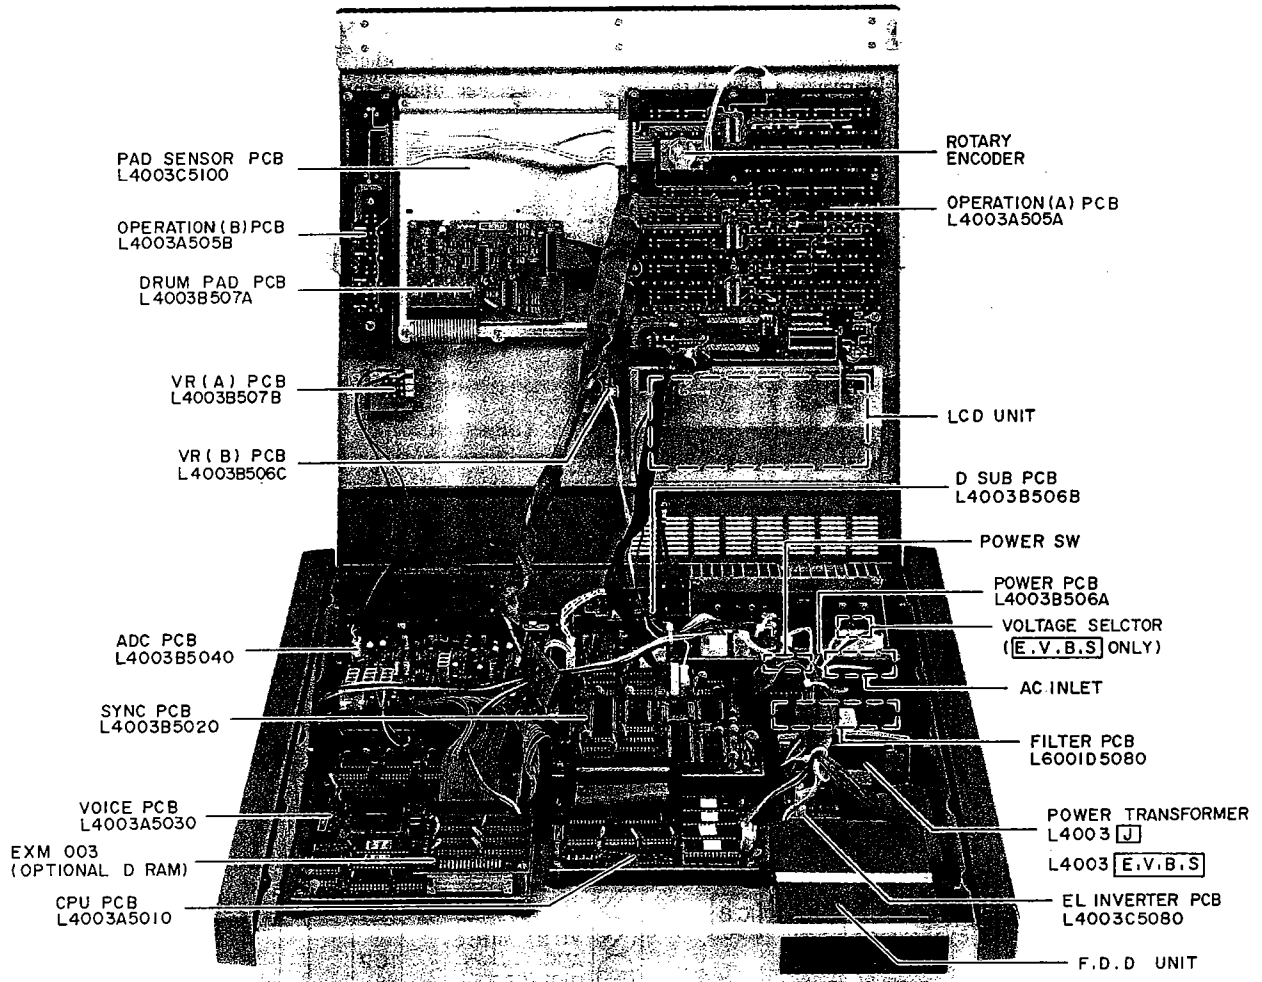 PAD SENSOR PCB
L4003C5100
OPERATION(B)PCB
L4003A505B
DRUM PAD PCB
L4003B507A
VR(A) PCB
L4003B507B
VR(B) PCB
L4003B506C
ADC PCB
L4003B5040
SYNC PCB
L4003B5020
VOICE PCB
L4003A5030
EXM 003
(OPTIONAL D RAM)
CPU PCB
L4003A5010
ROTARY
ENCODER
OPERATION(A) PCB
L4003A505A
LCD UNIT
D SUB PCB
L4003B506B
POWER SW
POWER PCB
L4003B506A
VOLTAGE SELCTOR
(E.V.B.S ONLY)
AC INLET
FILTER PCB
L6001D5080
POWER TRANSFORMER
L4003 J
L4003 E.V.B.S
EL INVERTER PCB
L4003C5080
F.D.D UNIT